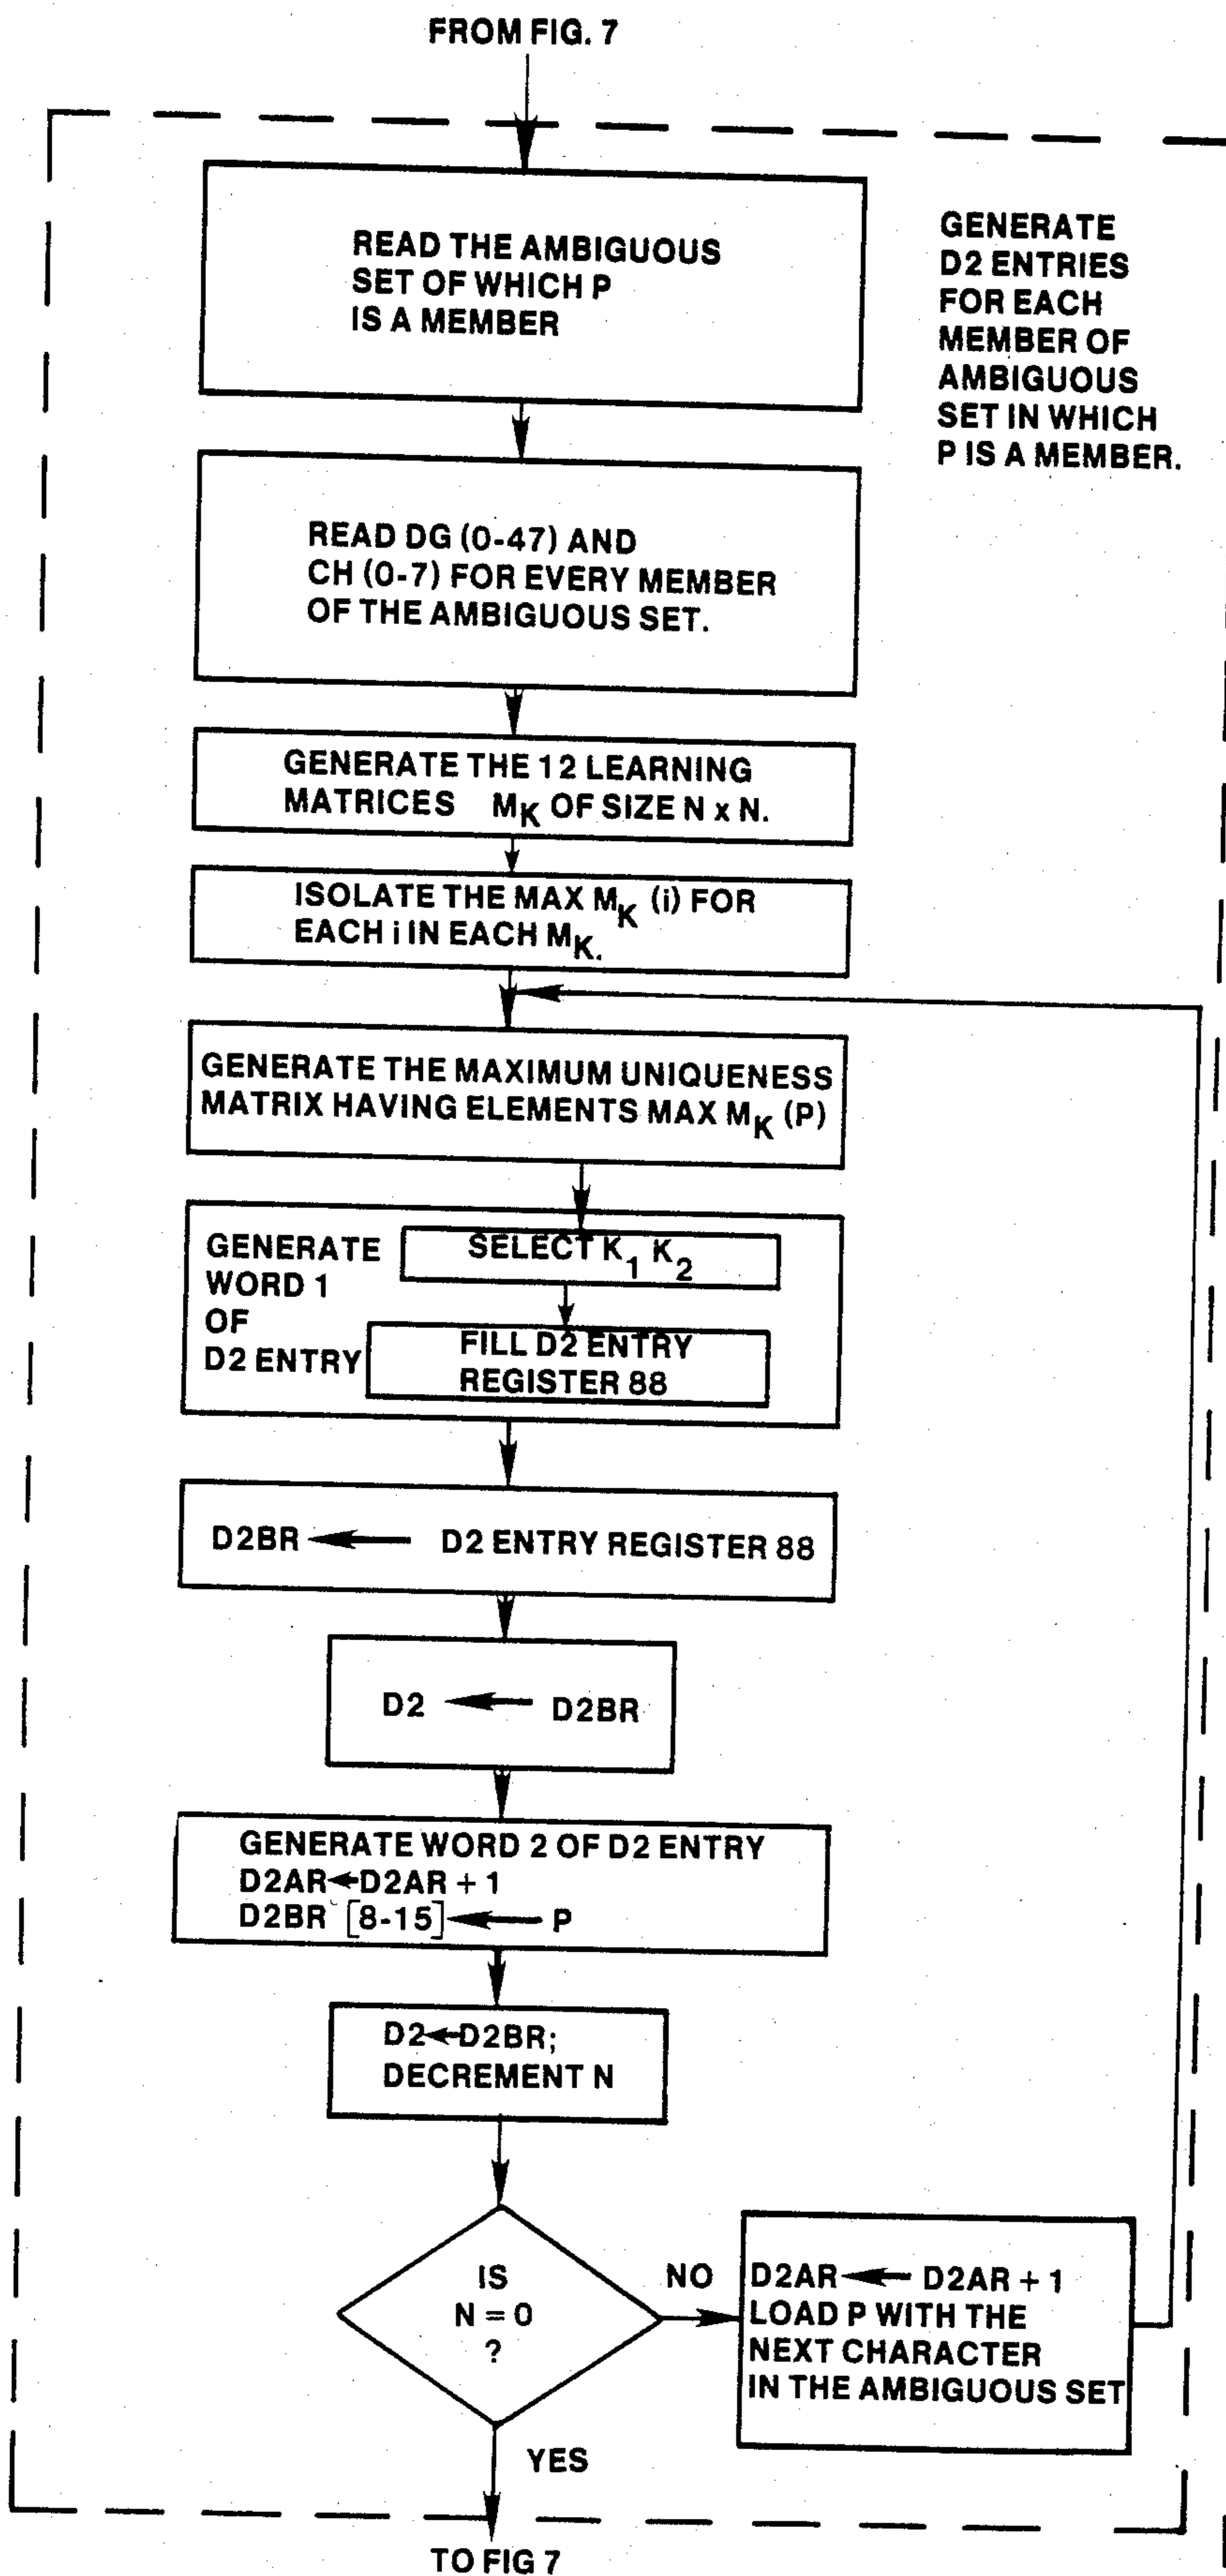 FROM FIG. 7
READ THE AMBIGUOUS
SET OF WHICH P
IS A MEMBER
GENERATE
D2 ENTRIES
FOR EACH
MEMBER OF
AMBIGUOUS
SET IN WHICH
P IS A MEMBER.
READ DG (0-47) AND
CH (0-7) FOR EVERY MEMBER
OF THE AMBIGUOUS SET.
GENERATE THE 12 LEARNING
MATRICES M_K OF SIZE N x N.
ISOLATE THE MAX M_K (i) FOR
EACH i IN EACH M_K.
GENERATE THE MAXIMUM UNIQUENESS
MATRIX HAVING ELEMENTS MAX M_K (P)
GENERATE
WORD 1
OF
D2 ENTRY
SELECT K_1 K_2
FILL D2 ENTRY
REGISTER 88
D2BR ← D2 ENTRY REGISTER 88
D2 ← D2BR
GENERATE WORD 2 OF D2 ENTRY
D2AR←D2AR + 1
D2BR [8-15] ← P
D2←D2BR;
DECREMENT N
IS
N = 0
?
NO
D2AR ← D2AR + 1
LOAD P WITH THE
NEXT CHARACTER
IN THE AMBIGUOUS SET
YES
TO FIG 7